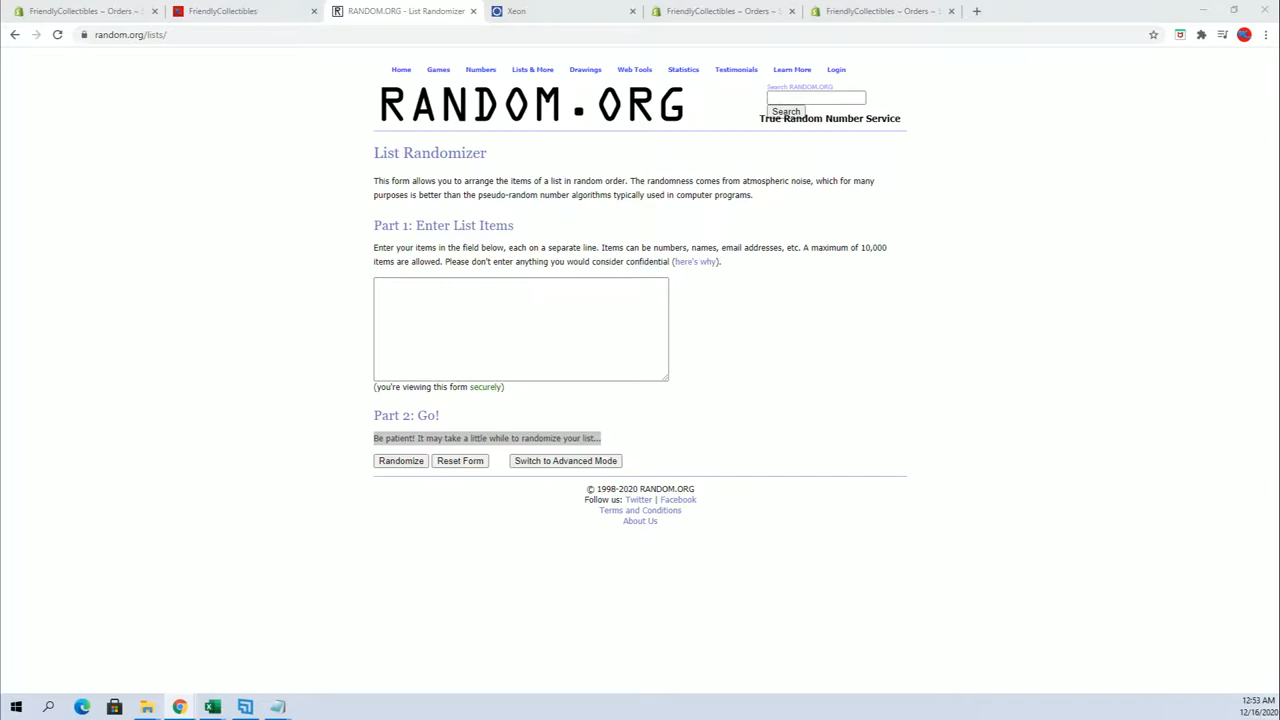 FriendlyCollectibles – Orders – S
FriendlyCollectibles
RANDOM.ORG - List Randomizer
Xeon
FriendlyCollectibles – Orders – S
FriendlyCollectibles – Orders – S
random.org/lists/
Home Games Numbers Lists & More Drawings Web Tools Statistics Testimonials Learn More Login
RANDOM.ORG
Search RANDOM.ORG
Search
True Random Number Service
List Randomizer
This form allows you to arrange the items of a list in random order. The randomness comes from atmospheric noise, which for many
purposes is better than the pseudo-random number algorithms typically used in computer programs.
Part 1: Enter List Items
Enter your items in the field below, each on a separate line. Items can be numbers, names, email addresses, etc. A maximum of 10,000
items are allowed. Please don't enter anything you would consider confidential (here's why).
(you're viewing this form securely)
Part 2: Go!
Be patient! It may take a little while to randomize your list...
Randomize Reset Form Switch to Advanced Mode
© 1998-2020 RANDOM.ORG
Follow us: Twitter | Facebook
Terms and Conditions
About Us
12:53 AM
12/16/2020